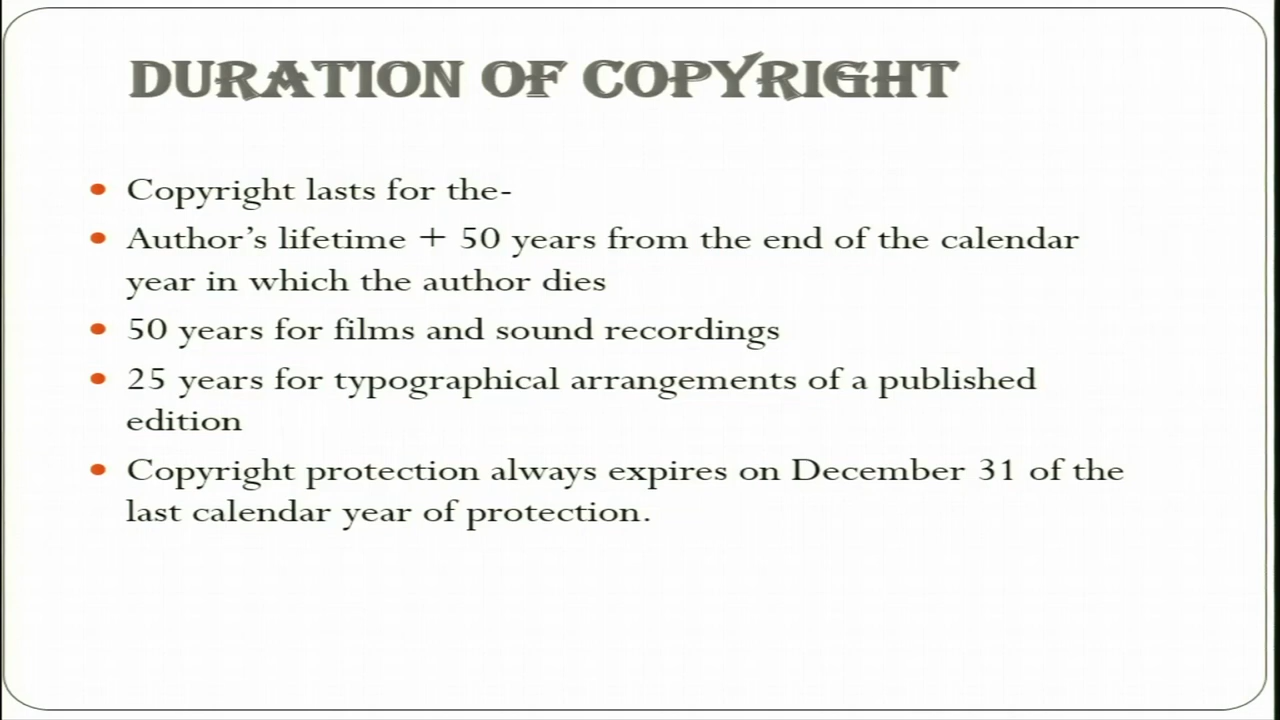 DURATION OF COPYRIGHT
• Copyright lasts for the-
• Author's lifetime + 50 years from the end of the calendar
year in which the author dies
• 50 years for films and sound recordings
• 25 years for typographical arrangements of a published
edition
• Copyright protection always expires on December 31 of the
last calendar year of protection.